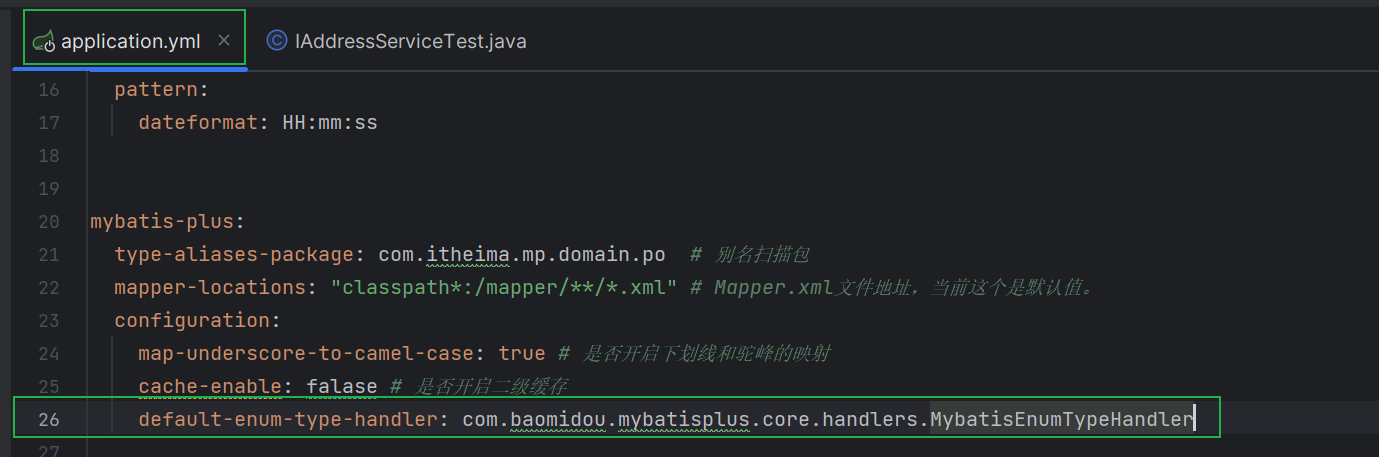 application.yml × IAddressServiceTest.java
16 pattern:
17 dateformat: HH:mm:ss
18
19
20 mybatis-plus:
21 type-aliases-package: com.itheima.mp.domain.po # 别名扫描包
22 mapper-locations: "classpath*:/mapper/**/*.xml" # Mapper.xml文件地址，当前这个是默认值。
23 configuration:
24 map-underscore-to-camel-case: true # 是否开启下划线和驼峰的映射
25 cache-enable: falase # 是否开启二级缓存
26 default-enum-type-handler: com.baomidou.mybatisplus.core.handlers.MybatisEnumTypeHandler
27